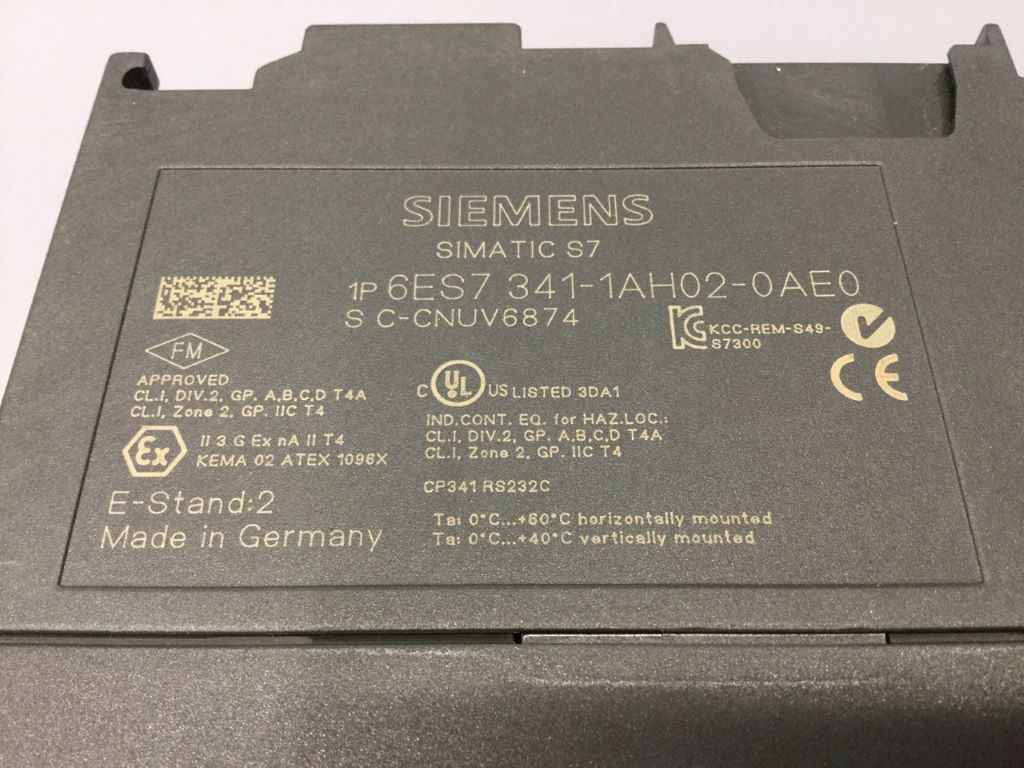 SIEMENS
SIMATIC S7
1P 6ES7 341-1AH02-0AE0
S C-CNUV6874
KCC-REM-S49-
S7300
FM
APPROVED
CL.I, DIV.2, GP. A,B,C,D T4A
CL.I, Zone 2, GP. IIC T4
C UL US LISTED 3DA1
IND.CONT. EQ. for HAZ.LOC.:
CL.I, DIV.2, GP. A,B,C,D T4A
CL.I, Zone 2, GP. IIC T4
CE
Ex II 3 G Ex nA II T4
KEMA 02 ATEX 1096X
CP341 RS232C
E-Stand:2
Made in Germany
Ta: 0°C...+60°C horizontally mounted
Ta: 0°C...+40°C vertically mounted